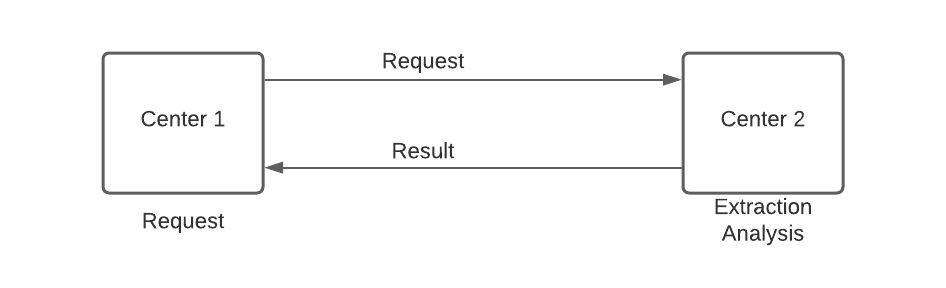 Request
Center 1
Center 2
Result
Request
Extraction
Analysis